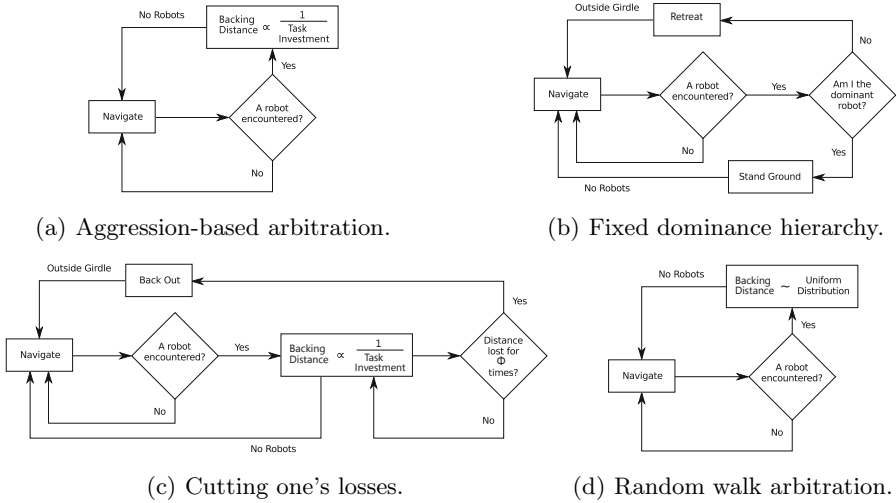 No Robots
Backing
Distance ∝ 1
Task
Investment
Yes
Navigate
A robot
encountered?
No
(a) Aggression-based arbitration.
Outside Girdle
Retreat
No
Navigate
A robot
encountered?
Yes
Am I the
dominant
robot?
No
Yes
Stand Ground
No Robots
(b) Fixed dominance hierarchy.
Outside Girdle
Back Out
Yes
Navigate
A robot
encountered?
Yes
Backing
Distance ∝ 1
Task
Investment
Distance
lost for
Φ
times?
No
No
No Robots
(c) Cutting one's losses.
No Robots
Backing
Distance ~ Uniform
Distribution
Yes
Navigate
A robot
encountered?
No
(d) Random walk arbitration.